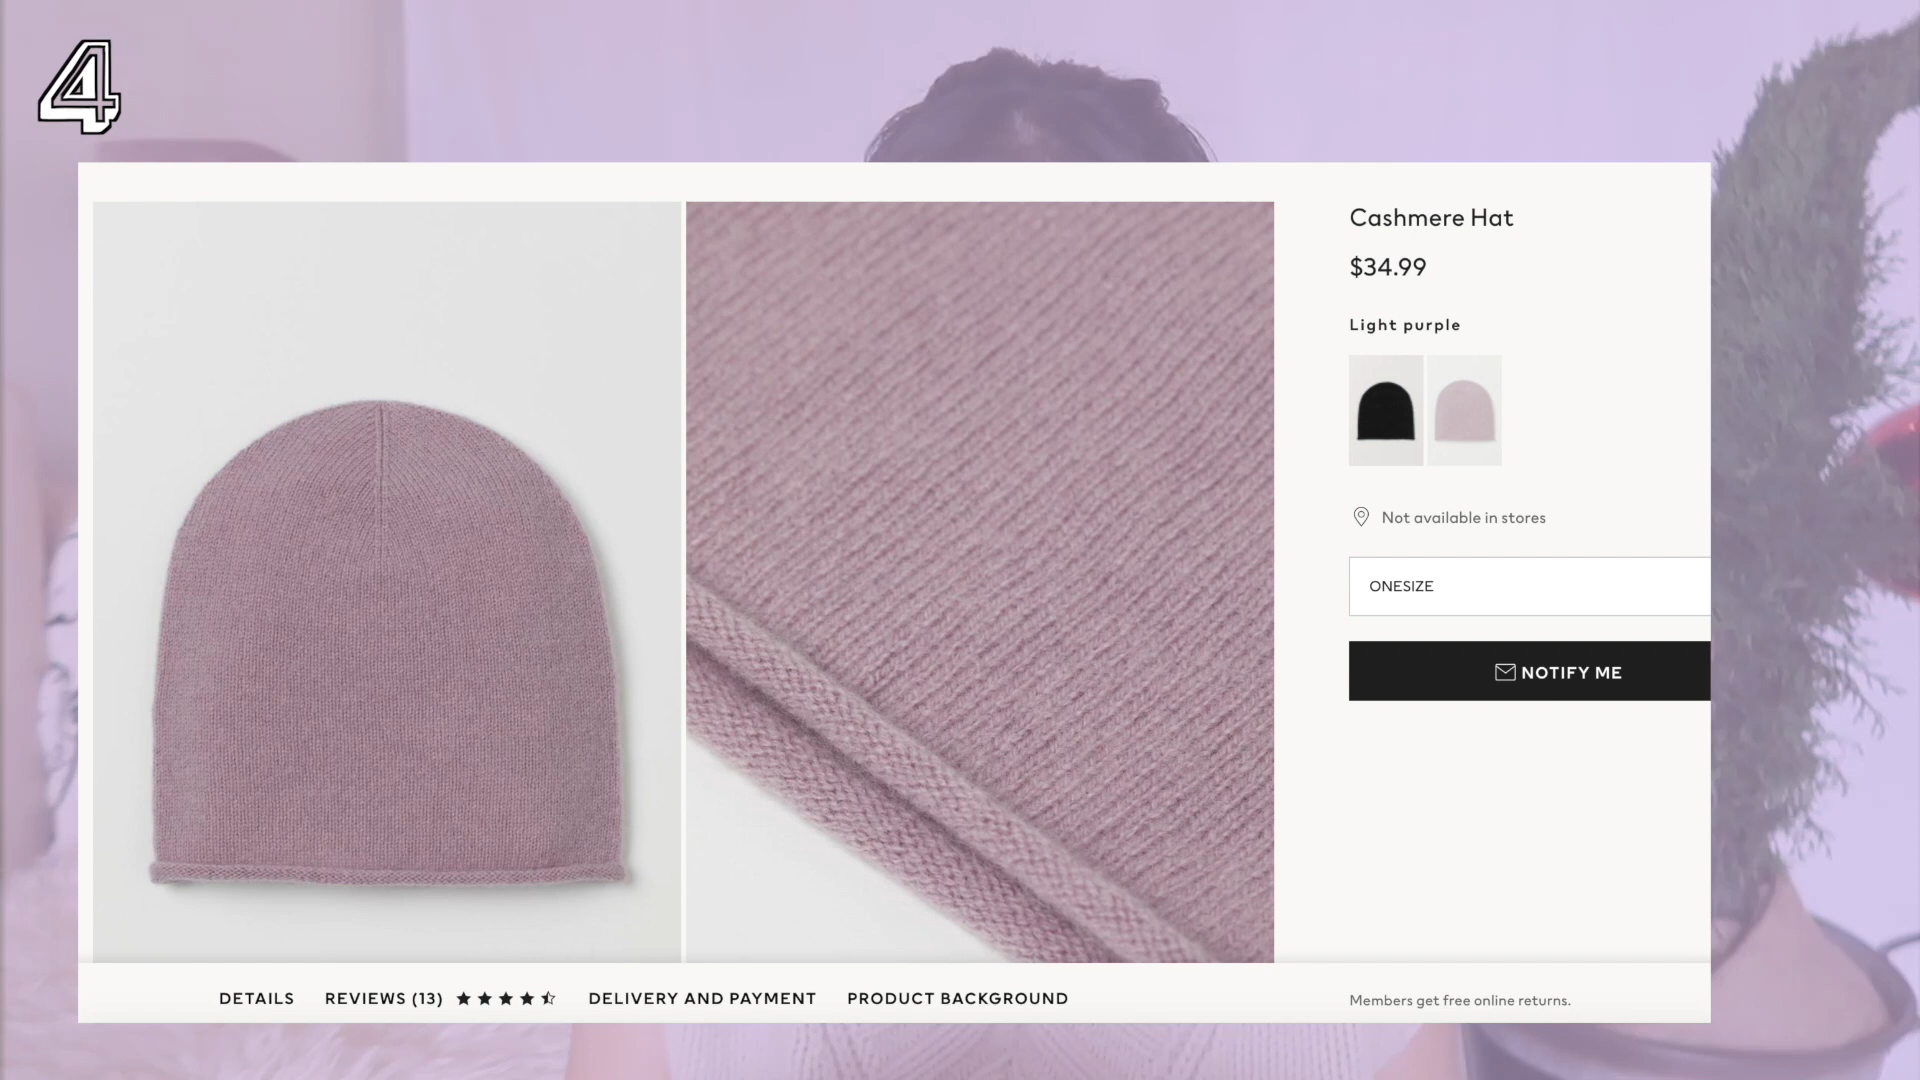 4
Cashmere Hat
$34.99
Light purple
Not available in stores
ONESIZE
NOTIFY ME
DETAILS REVIEWS (13) DELIVERY AND PAYMENT PRODUCT BACKGROUND
Members get free online returns.